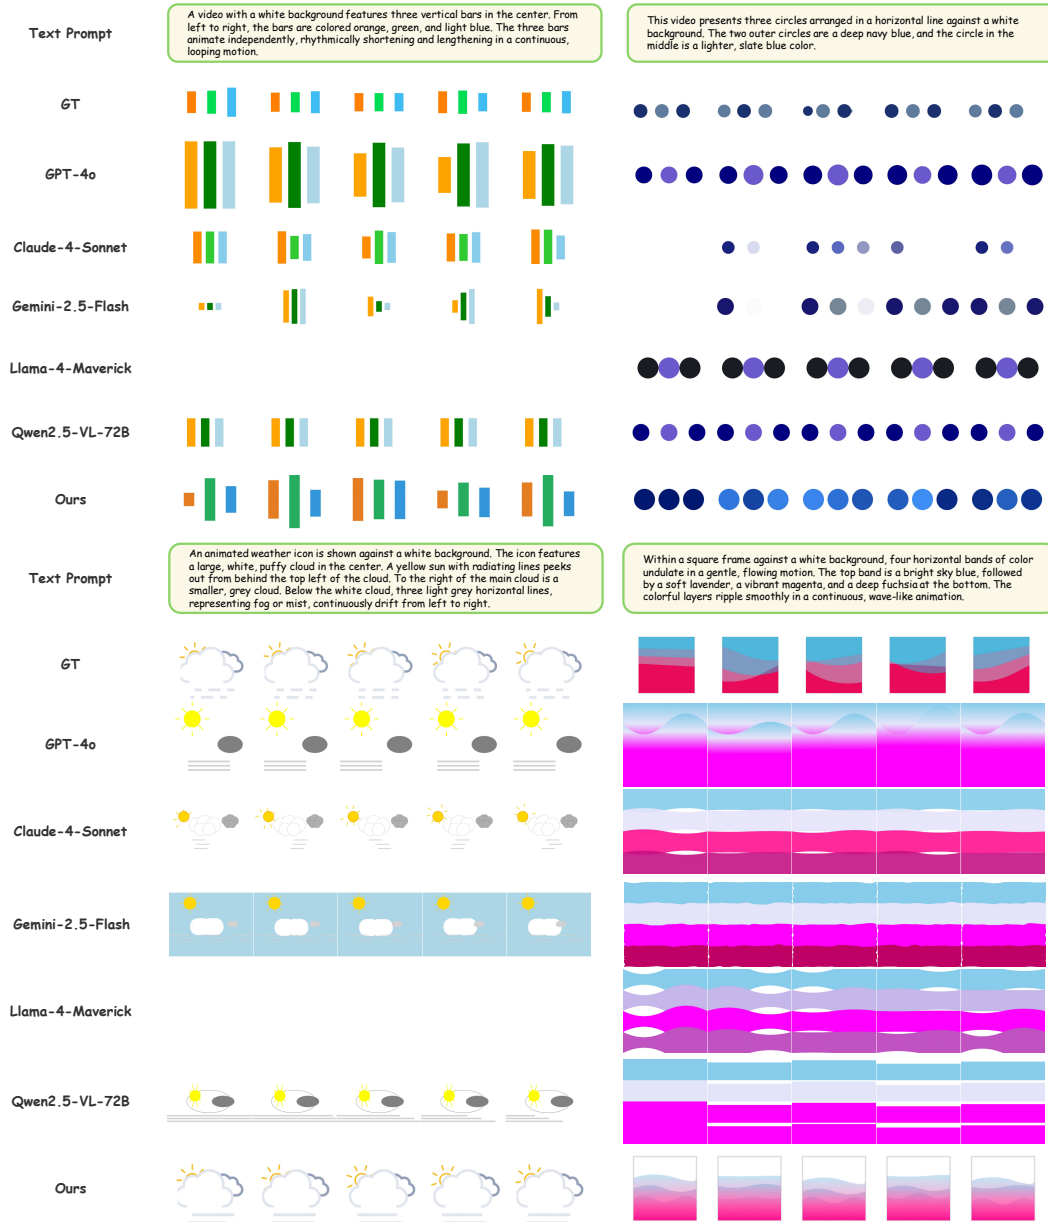 Text Prompt
A video with a white background features three vertical bars in the center. From
left to right, the bars are colored orange, green, and light blue. The three bars
animate independently, rhythmically shortening and lengthening in a continuous,
looping motion.
This video presents three circles arranged in a horizontal line against a white
background. The two outer circles are a deep navy blue, and the circle in the
middle is a lighter, slate blue color.
GT
GPT-4o
Claude-4-Sonnet
Gemini-2.5-Flash
Llama-4-Maverick
Qwen2.5-VL-72B
Ours
Text Prompt
An animated weather icon is shown against a white background. The icon features
a large, white, puffy cloud in the center. A yellow sun with radiating lines peeks
out from behind the top left of the cloud. To the right of the main cloud is a
smaller, grey cloud. Below the white cloud, three light grey horizontal lines,
representing fog or mist, continuously drift from left to right.
Within a square frame against a white background, four horizontal bands of color
undulate in a gentle, flowing motion. The top band is a bright sky blue, followed
by a soft lavender, a vibrant magenta, and a deep fuchsia at the bottom. The
colorful layers ripple smoothly in a continuous, wave-like animation.
GT
GPT-4o
Claude-4-Sonnet
Gemini-2.5-Flash
Llama-4-Maverick
Qwen2.5-VL-72B
Ours